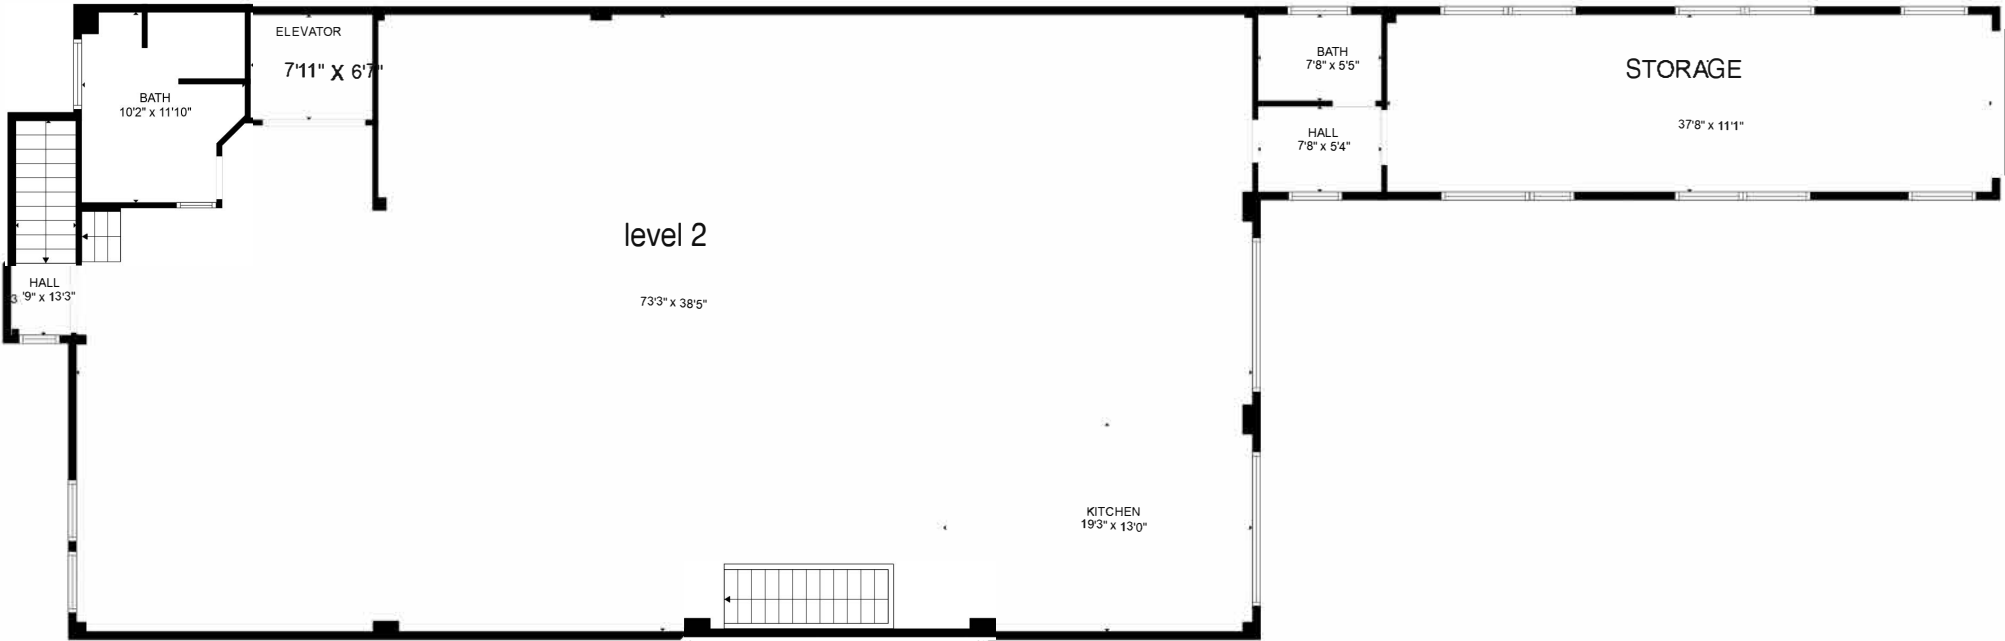 ELEVATOR
7'11" X 6'7"
BATH
10'2" x 11'10"
BATH
7'8" x 5'5"
STORAGE
37'8" x 11'1"
HALL
7'8" x 5'4"
level 2
73'3" x 38'5"
HALL
3'9" x 13'3"
KITCHEN
19'3" x 13'0"